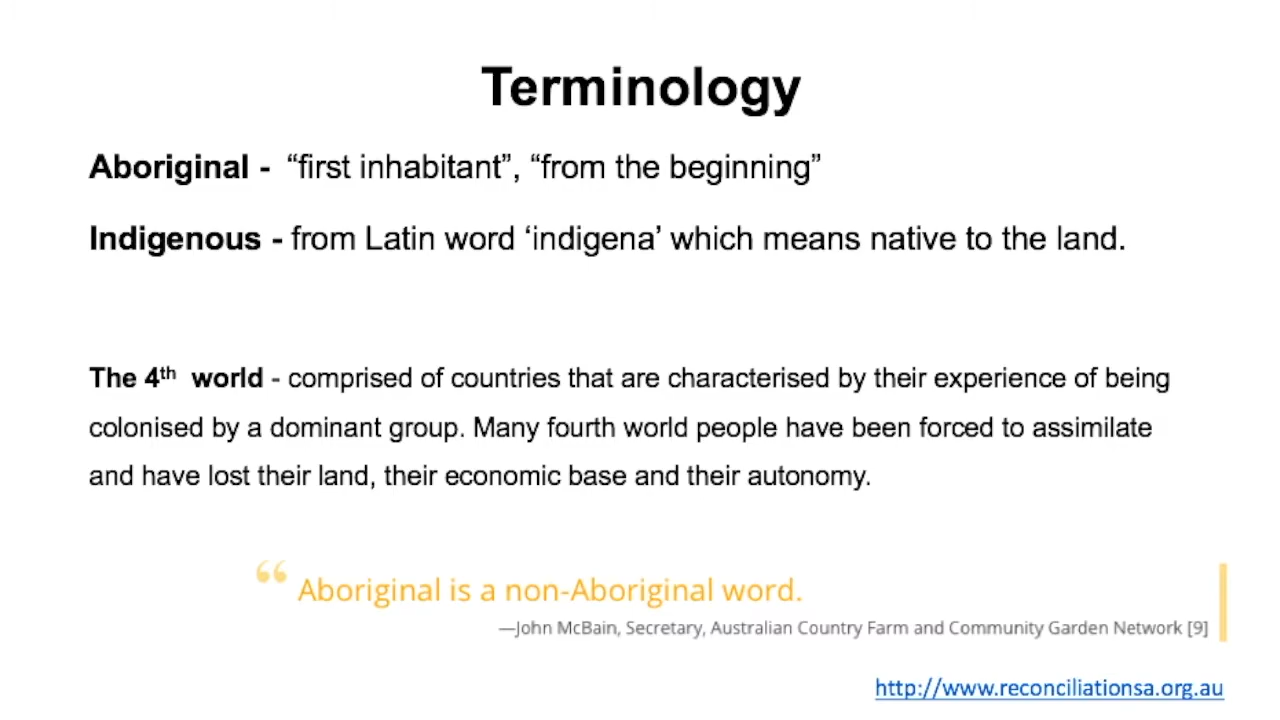 Terminology
Aboriginal - “first inhabitant”, “from the beginning”
Indigenous - from Latin word ‘indigena’ which means native to the land.
The 4th world - comprised of countries that are characterised by their experience of being
colonised by a dominant group. Many fourth world people have been forced to assimilate
and have lost their land, their economic base and their autonomy.
“ Aboriginal is a non-Aboriginal word.
—John McBain, Secretary, Australian Country Farm and Community Garden Network [9]
http://www.reconciliationsa.org.au